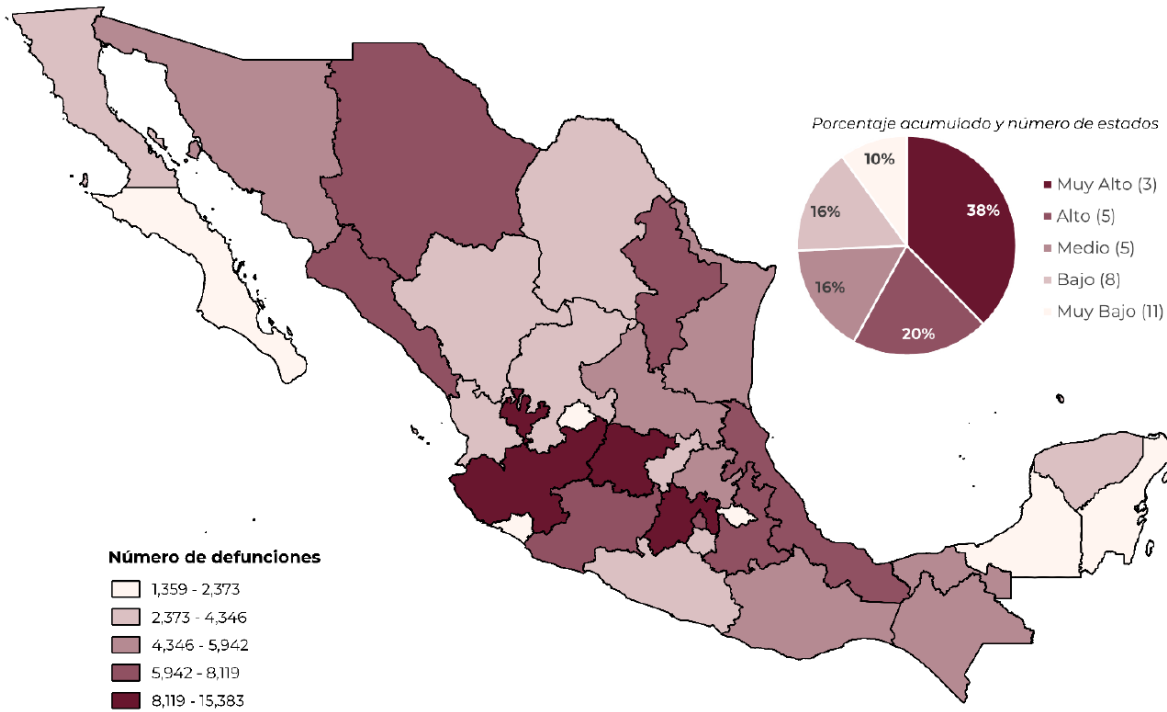 Porcentaje acumulado y número de estados
10%
38%
16%
16%
20%
Muy Alto (3)
Alto (5)
Medio (5)
Bajo (8)
Muy Bajo (11)
Número de defunciones
1,359 - 2,373
2,373 - 4,346
4,346 - 5,942
5,942 - 8,119
8,119 - 15,383